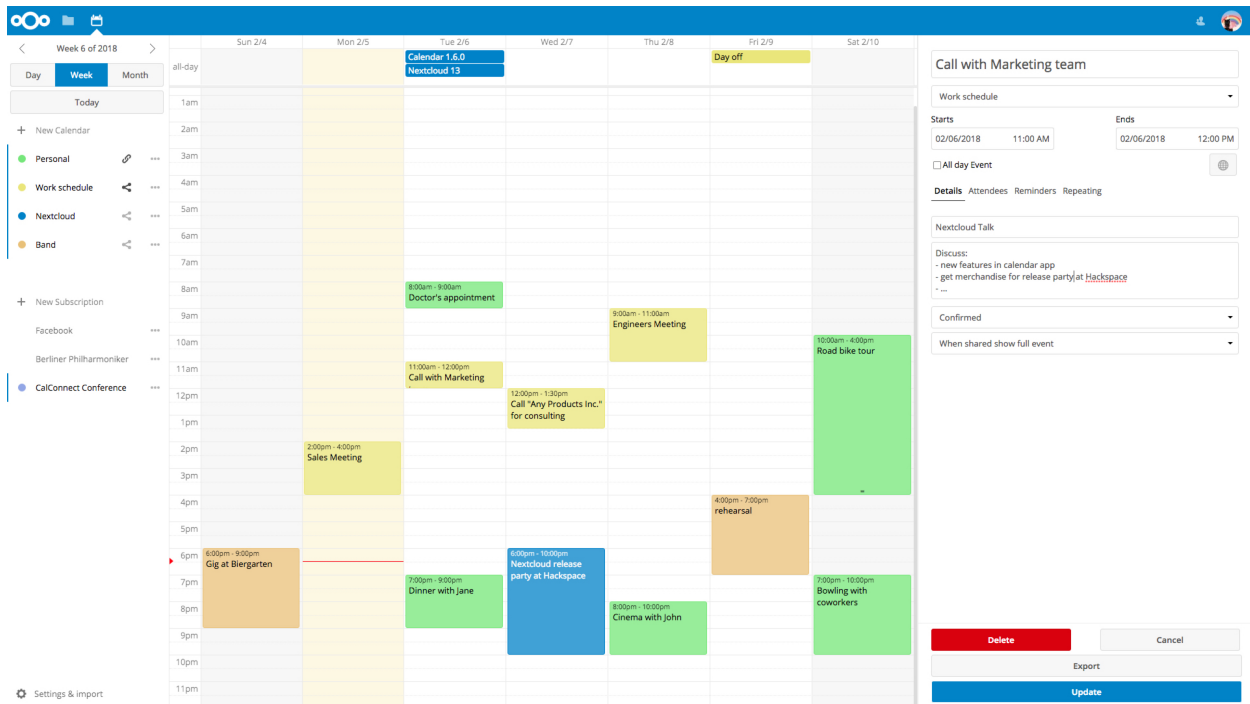 Week 6 of 2018
Day Week Month
Today
New Calendar
Personal
Work schedule
Nextcloud
Band
New Subscription
Facebook
Berliner Philharmoniker
CalConnect Conference
Settings & import
Sun 2/4 Mon 2/5 Tue 2/6 Wed 2/7 Thu 2/8 Fri 2/9 Sat 2/10
all-day
Calendar 1.6.0
Nextcloud 13
Day off
1am
2am
3am
4am
5am
6am
7am
8am
9am
10am
11am
12pm
1pm
2pm
3pm
4pm
5pm
6pm
7pm
8pm
9pm
10pm
11pm
6:00pm - 9:00pm
Gig at Biergarten
2:00pm - 4:00pm
Sales Meeting
8:00am - 9:00am
Doctor's appointment
11:00am - 12:00pm
Call with Marketing
7:00pm - 9:00pm
Dinner with Jane
12:00pm - 1:30pm
Call "Any Products Inc."
for consulting
6:00pm - 10:00pm
Nextcloud release
party at Hackspace
9:00am - 11:00am
Engineers Meeting
8:00pm - 10:00pm
Cinema with John
4:00pm - 7:00pm
rehearsal
10:00am - 4:00pm
Road bike tour
7:00pm - 10:00pm
Bowling with
coworkers
Call with Marketing team
Work schedule
Starts Ends
02/06/2018 11:00 AM 02/06/2018 12:00 PM
All day Event
Details Attendees Reminders Repeating
Nextcloud Talk
Discuss:
- new features in calendar app
- get merchandise for release party at Hackspace
- ...
Confirmed
When shared show full event
Delete Cancel
Export
Update